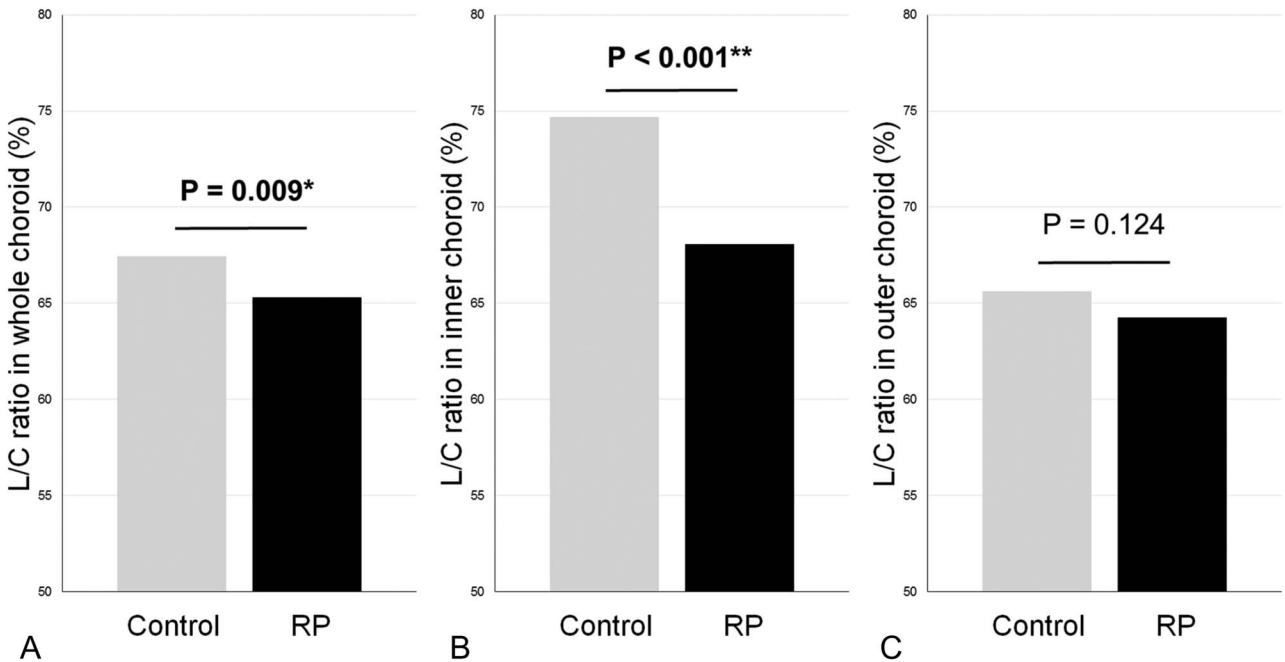 L/C ratio in whole choroid (%)
80
75
70
65
60
55
50
P = 0.009*
Control
RP
A
L/C ratio in inner choroid (%)
80
75
70
65
60
55
50
P < 0.001**
Control
RP
B
L/C ratio in outer choroid (%)
80
75
70
65
60
55
50
P = 0.124
Control
RP
C